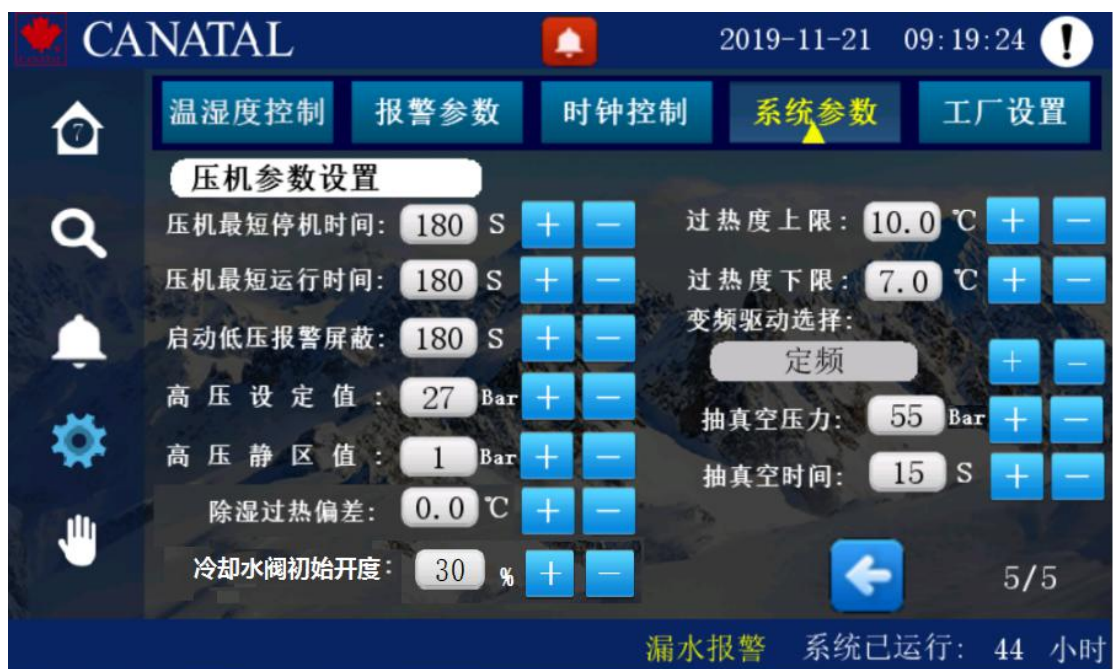 CANATAL 2019-11-21 09:19:24
温湿度控制 报警参数 时钟控制 系统参数 工厂设置
7
压机参数设置
压机最短停机时间: 180 S + −
过热度上限: 10.0 ℃ + −
压机最短运行时间: 180 S + −
过热度下限: 7.0 ℃ + −
启动低压报警屏蔽: 180 S + −
变频驱动选择:
定频 + −
高压设定值: 27 Bar + −
抽真空压力: 55 Bar + −
高压静区值: 1 Bar + −
抽真空时间: 15 S + −
除湿过热偏差: 0.0 ℃ + −
冷却水阀初始开度: 30 % + −
5/5
漏水报警 系统已运行: 44 小时